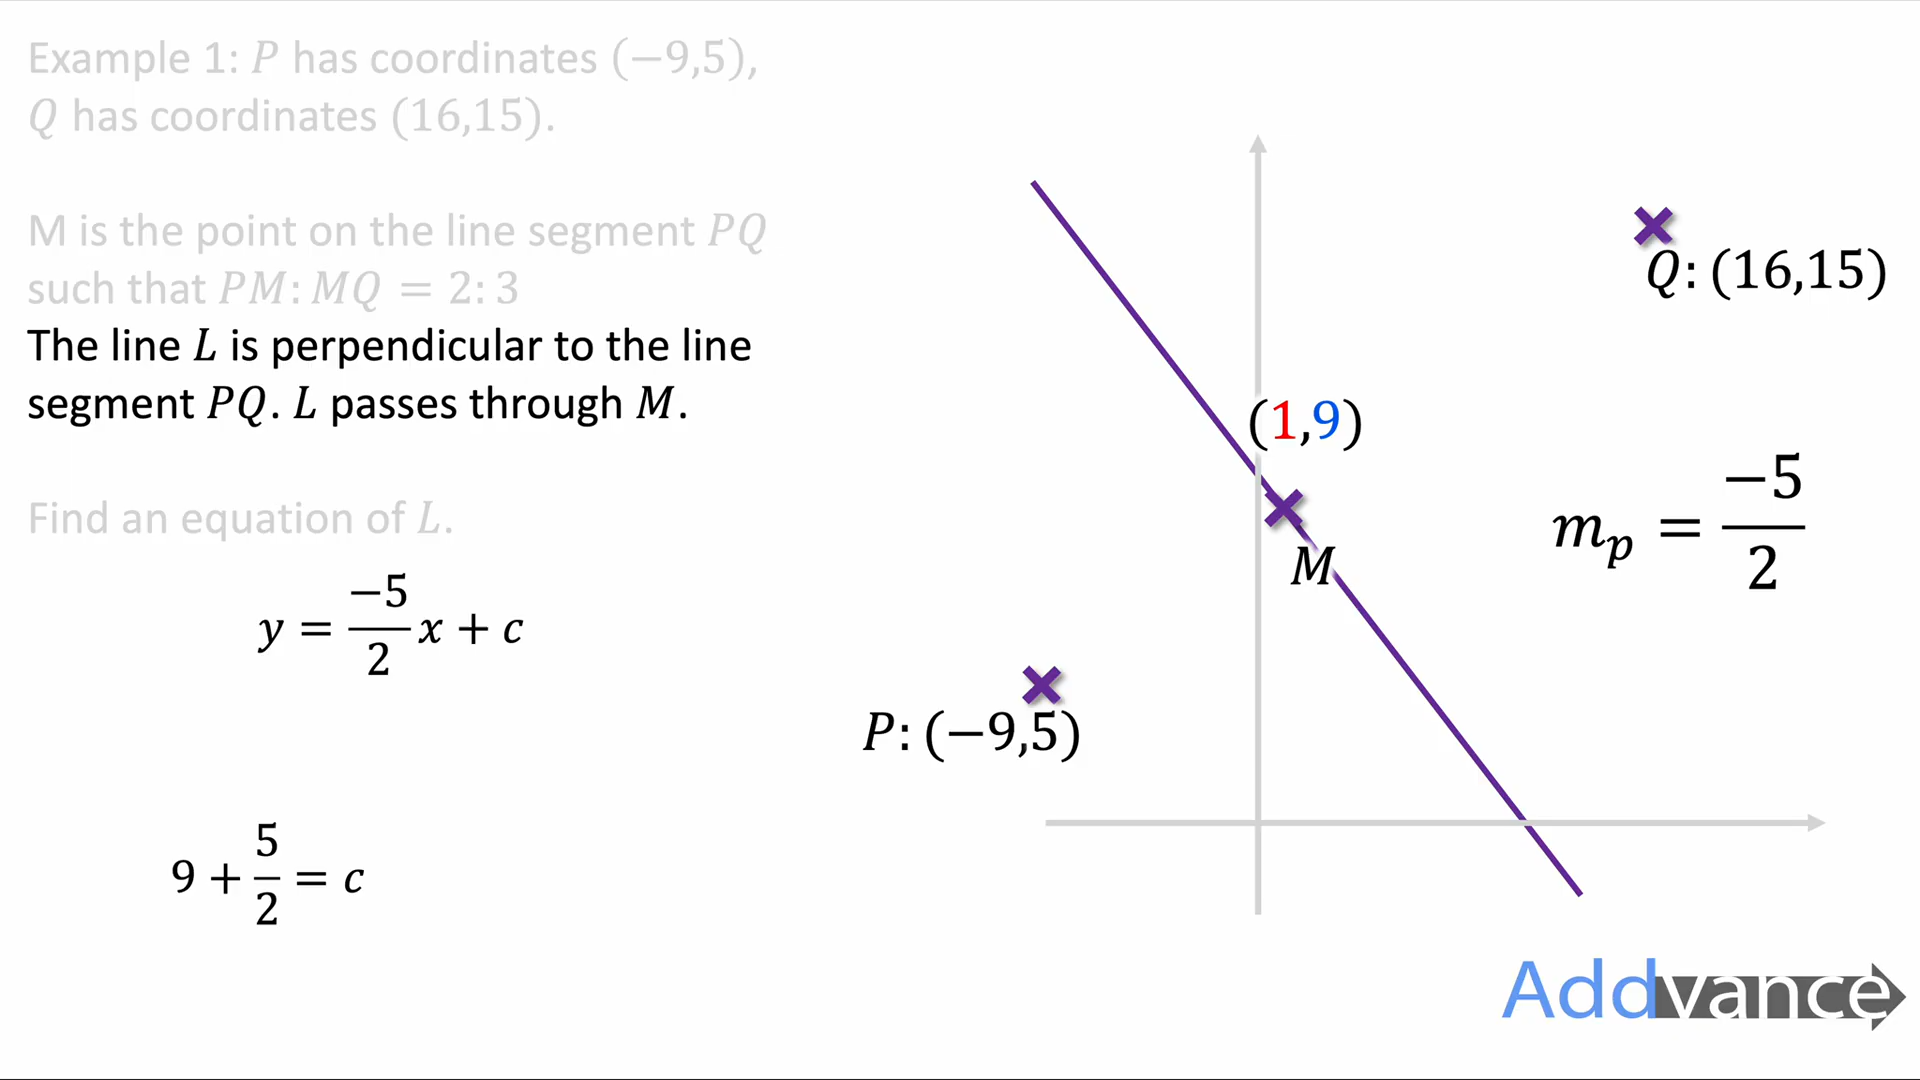 Example 1: P has coordinates (−9,5),
Q has coordinates (16,15).
M is the point on the line segment PQ
such that PM: MQ = 2: 3
The line L is perpendicular to the line
segment PQ. L passes through M.
Find an equation of L.
y = −5/2 x + c
9 + 5/2 = c
Q: (16,15)
(1,9)
M
m_p = −5/2
P: (−9,5)
Addvance